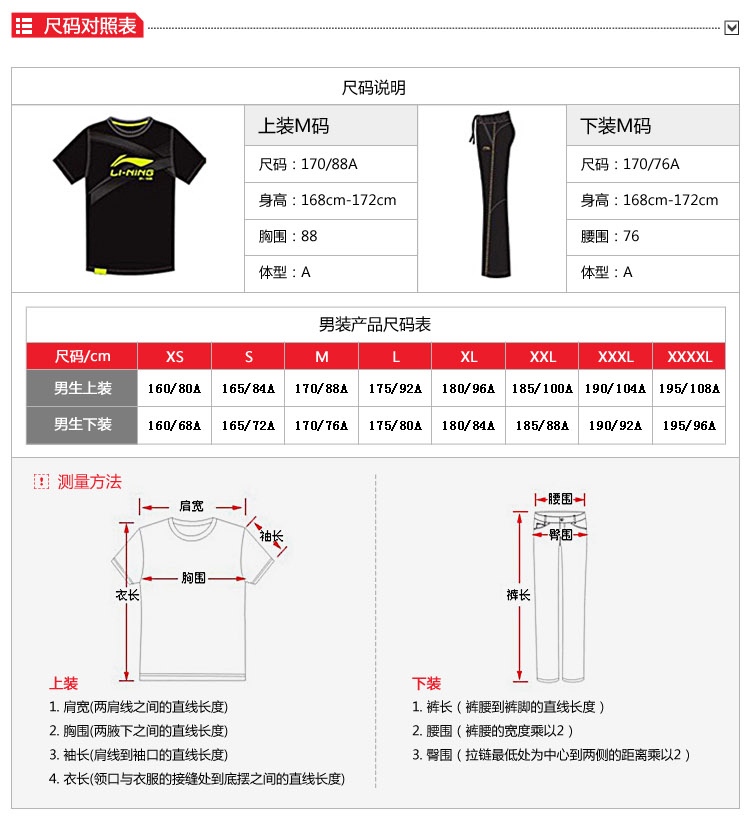 尺码对照表
尺码说明
LI-NING
上装M码
尺码：170/88A
身高：168cm-172cm
胸围：88
体型：A
下装M码
尺码：170/76A
身高：168cm-172cm
腰围：76
体型：A
男装产品尺码表
尺码/cm XS S M L XL XXL XXXL XXXXL
男生上装 160/80A 165/84A 170/88A 175/92A 180/96A 185/100A 190/104A 195/108A
男生下装 160/68A 165/72A 170/76A 175/80A 180/84A 185/88A 190/92A 195/96A
测量方法
肩宽
袖长
胸围
衣长
上装
1. 肩宽(两肩线之间的直线长度)
2. 胸围(两腋下之间的直线长度)
3. 袖长(肩线到袖口的直线长度)
4. 衣长(领口与衣服的接缝处到底摆之间的直线长度)
腰围
臀围
裤长
下装
1. 裤长（裤腰到裤脚的直线长度）
2. 腰围（裤腰的宽度乘以2）
3. 臀围（拉链最低处为中心到两侧的距离乘以2）